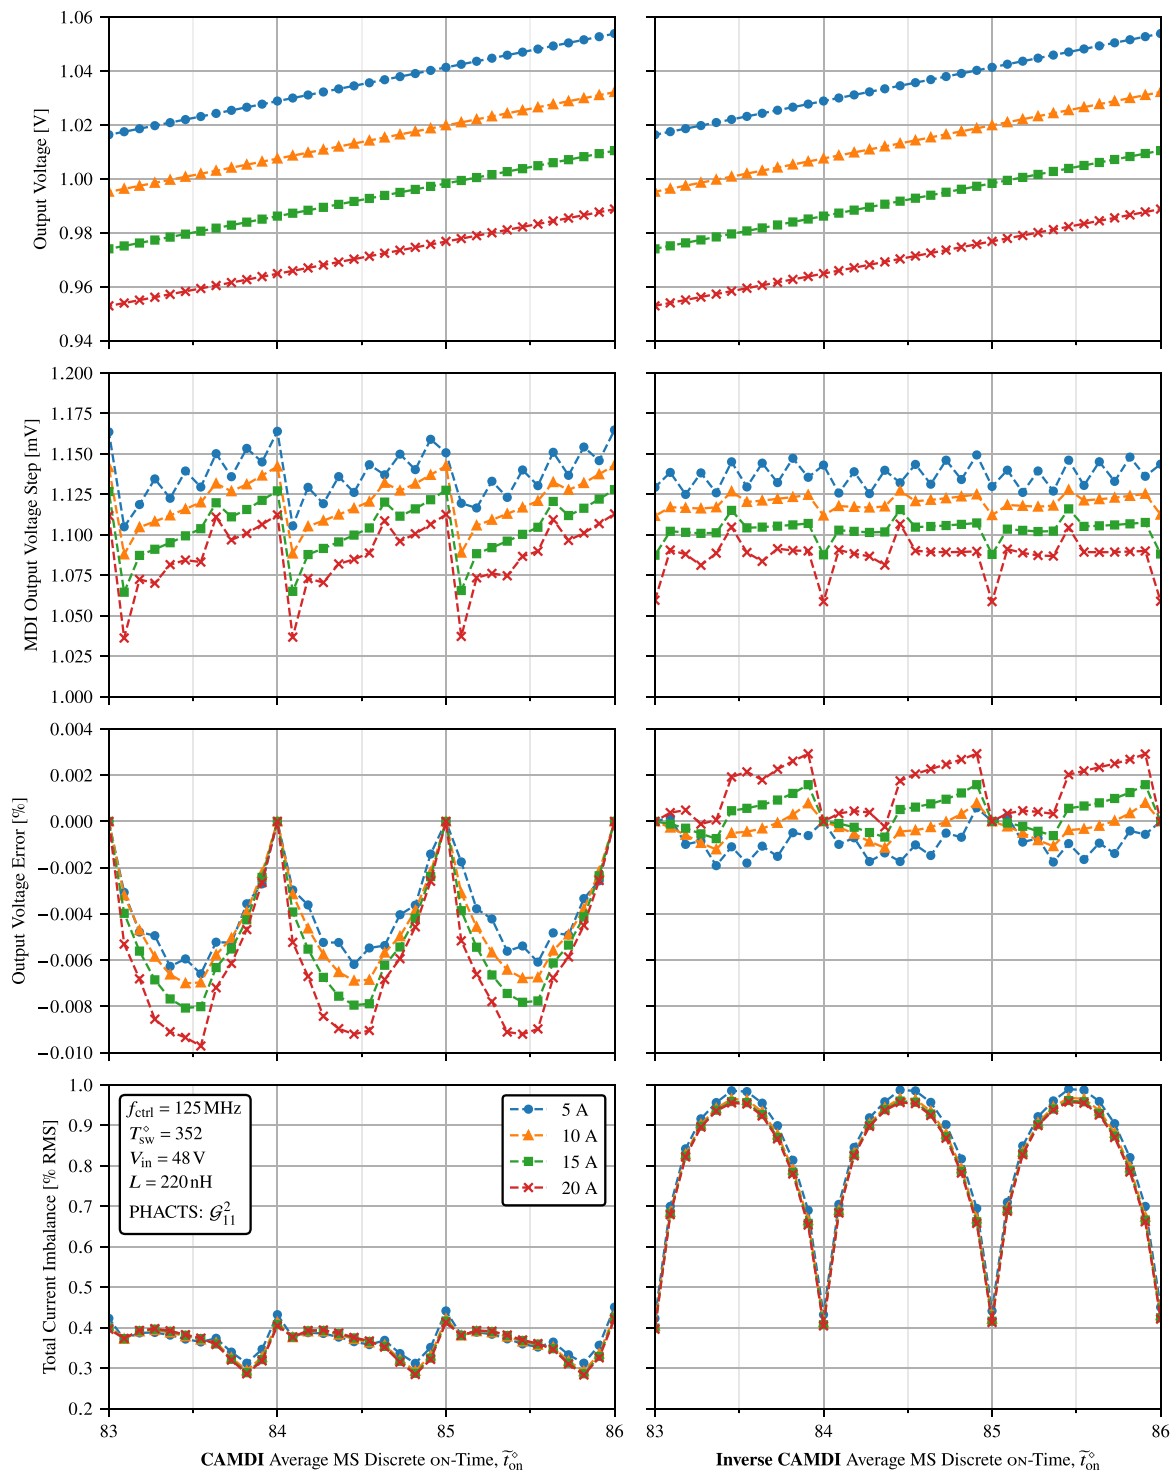 1.06
1.04
1.02
1.00
0.98
0.96
0.94
Output Voltage [V]
1.200
1.175
1.150
1.125
1.100
1.075
1.050
1.025
1.000
MDI Output Voltage Step [mV]
0.004
0.002
0.000
−0.002
−0.004
−0.006
−0.008
−0.010
Output Voltage Error [%]
1.0
0.9
0.8
0.7
0.6
0.5
0.4
0.3
0.2
Total Current Imbalance [% RMS]
f_ctrl = 125 MHz
T_sw^⋄ = 352
V_in = 48 V
L = 220 nH
PHACTS: 𝒢_11^2
5 A
10 A
15 A
20 A
83 84 85 86
83 84 85 86
CAMDI Average MS Discrete ON-Time, t̃_on^⋄
Inverse CAMDI Average MS Discrete ON-Time, t̃_on^⋄